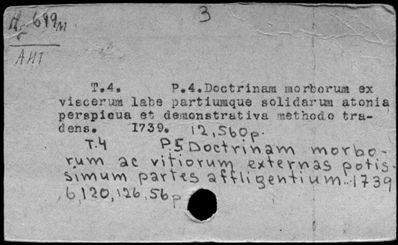 3
699
АНТ
T.4. P.4.Doctrinam morborum ex
viscerum labe partiumque solidarum atonia
perspicua et demonstrativa methodo tra-
dens. 1739. 12,560p.
T.4 P.5 Doctrinam morbo-
rum ac vitiorum externas potis-
simum partes affligentium. 1739
6,120,126,56p